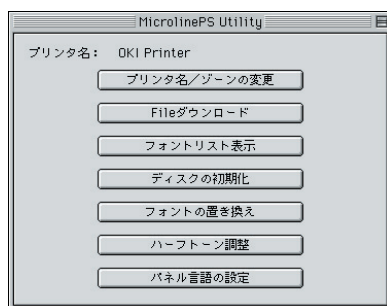 MicrolinePS Utility
プリンタ名： OKI Printer
プリンタ名／ゾーンの変更
Fileダウンロード
フォントリスト表示
ディスクの初期化
フォントの置き換え
ハーフトーン調整
パネル言語の設定